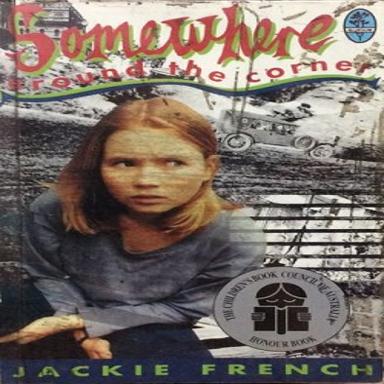 Somewhere
around the corner
THE CHILDREN'S BOOK COUNCIL OF AUSTRALIA
HONOUR BOOK
JACKIE FRENCH